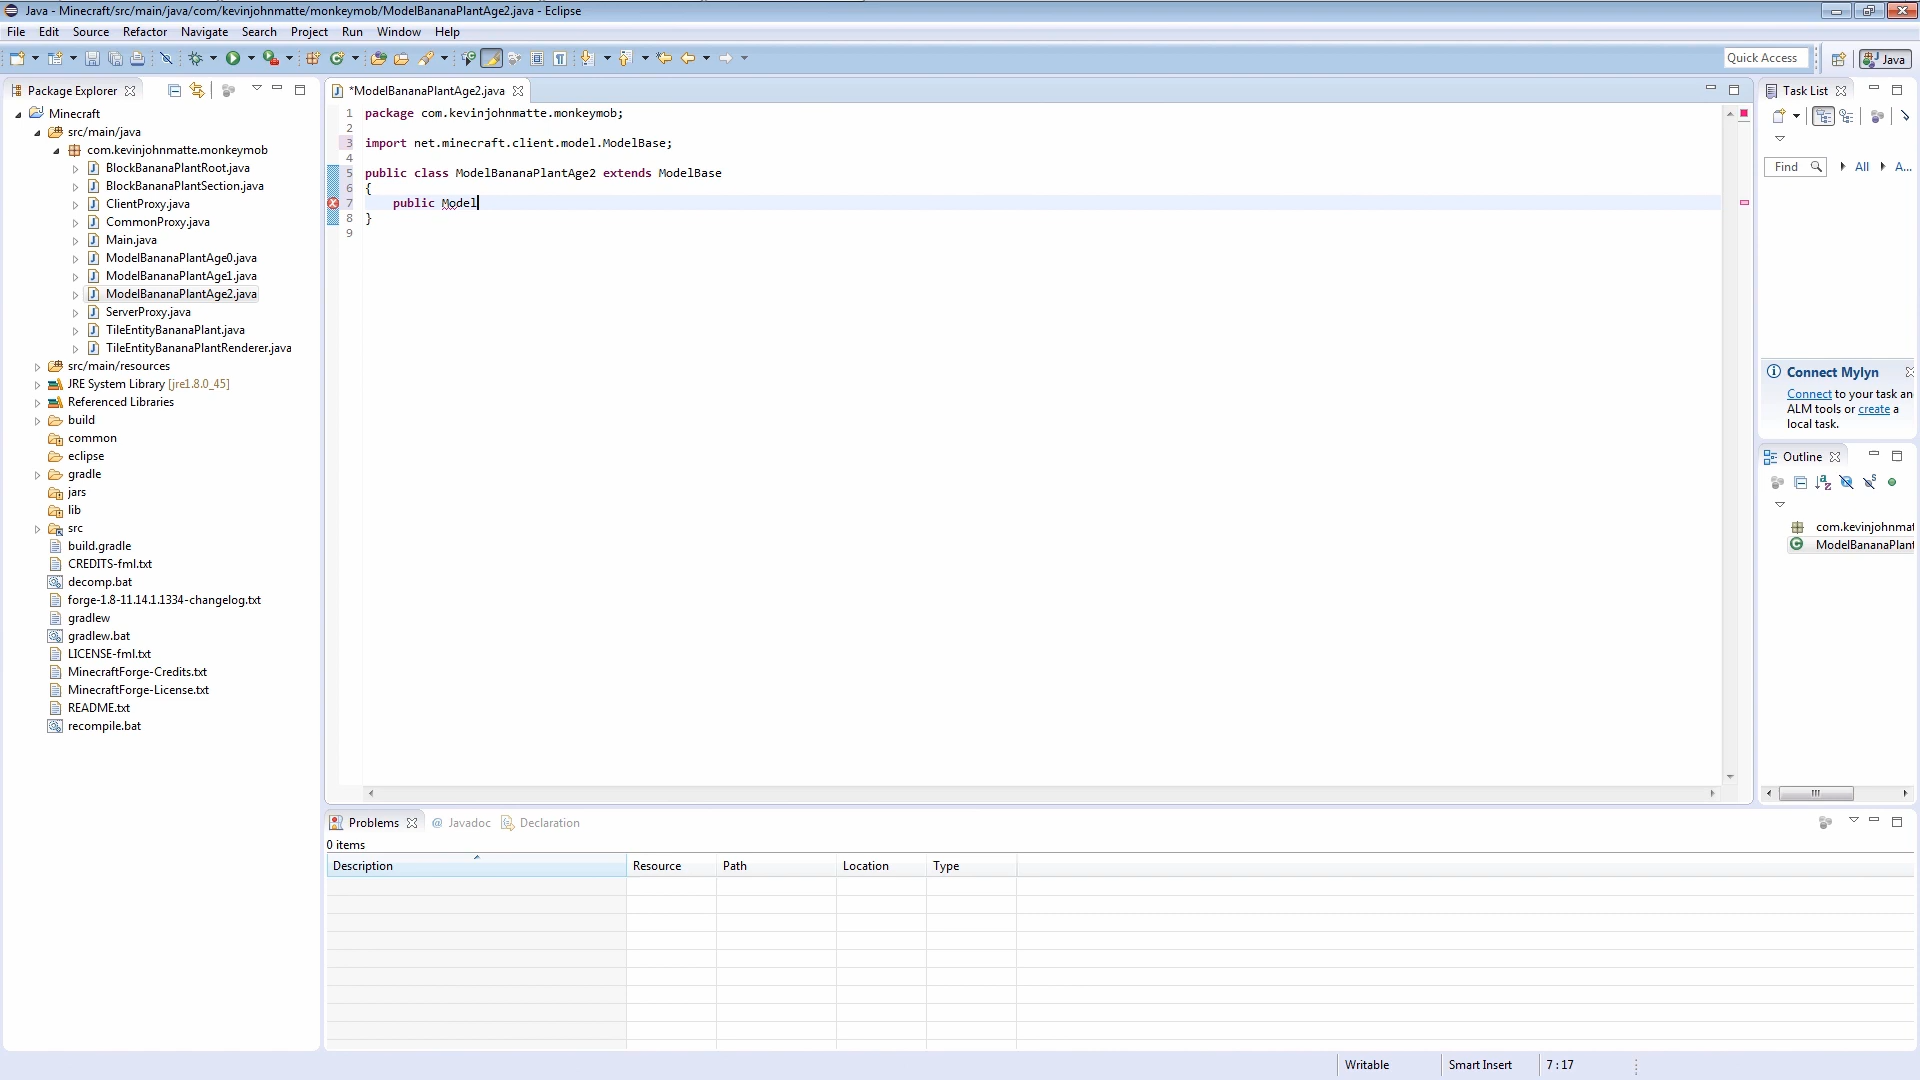 Java - Minecraft/src/main/java/com/kevinjohnmatte/monkeymob/ModelBananaPlantAge2.java - Eclipse
File Edit Source Refactor Navigate Search Project Run Window Help
Quick Access
Java
Package Explorer
*ModelBananaPlantAge2.java
Task List
Minecraft
src/main/java
com.kevinjohnmatte.monkeymob
BlockBananaPlantRoot.java
BlockBananaPlantSection.java
ClientProxy.java
CommonProxy.java
Main.java
ModelBananaPlantAge0.java
ModelBananaPlantAge1.java
ModelBananaPlantAge2.java
ServerProxy.java
TileEntityBananaPlant.java
TileEntityBananaPlantRenderer.java
src/main/resources
JRE System Library [jre1.8.0_45]
Referenced Libraries
build
common
eclipse
gradle
jars
lib
src
build.gradle
CREDITS-fml.txt
decomp.bat
forge-1.8-11.14.1.1334-changelog.txt
gradlew
gradlew.bat
LICENSE-fml.txt
MinecraftForge-Credits.txt
MinecraftForge-License.txt
README.txt
recompile.bat
1 package com.kevinjohnmatte.monkeymob;
2
3 import net.minecraft.client.model.ModelBase;
4
5 public class ModelBananaPlantAge2 extends ModelBase
6 {
7 public Model
8 }
9
Find All A...
Connect Mylyn
Connect to your task an
ALM tools or create a
local task.
Outline
com.kevinjohnmat
ModelBananaPlant
Problems @ Javadoc Declaration
0 items
Description Resource Path Location Type
Writable Smart Insert 7 : 17